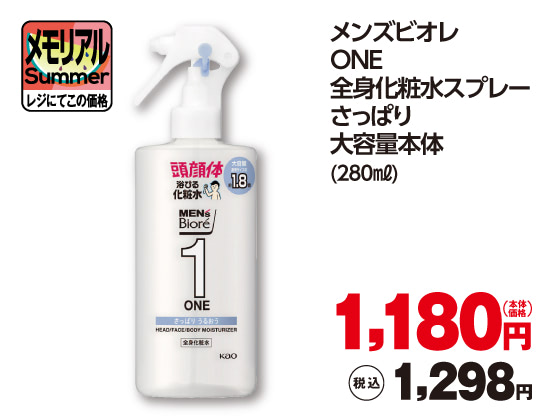 メモリアル
Summer
レジにてこの価格
メンズビオレ
ONE
全身化粧水スプレー
さっぱり
大容量本体
(280㎖)
頭顔体
浴びる
化粧水
大容量
1.8倍
MEN's
Bioré
1
ONE
さっぱり うるおう
HEAD/FACE/BODY MOISTURIZER
全身化粧水
Kao
1,180円(本体価格)
税込 1,298円